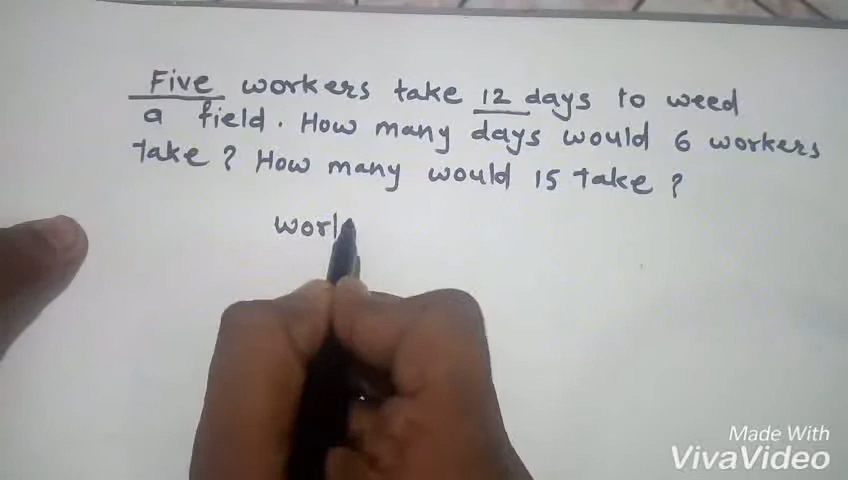 Five workers take 12 days to weed
a field. How many days would 6 workers
take? How many would 15 take?
Made With
VivaVideo